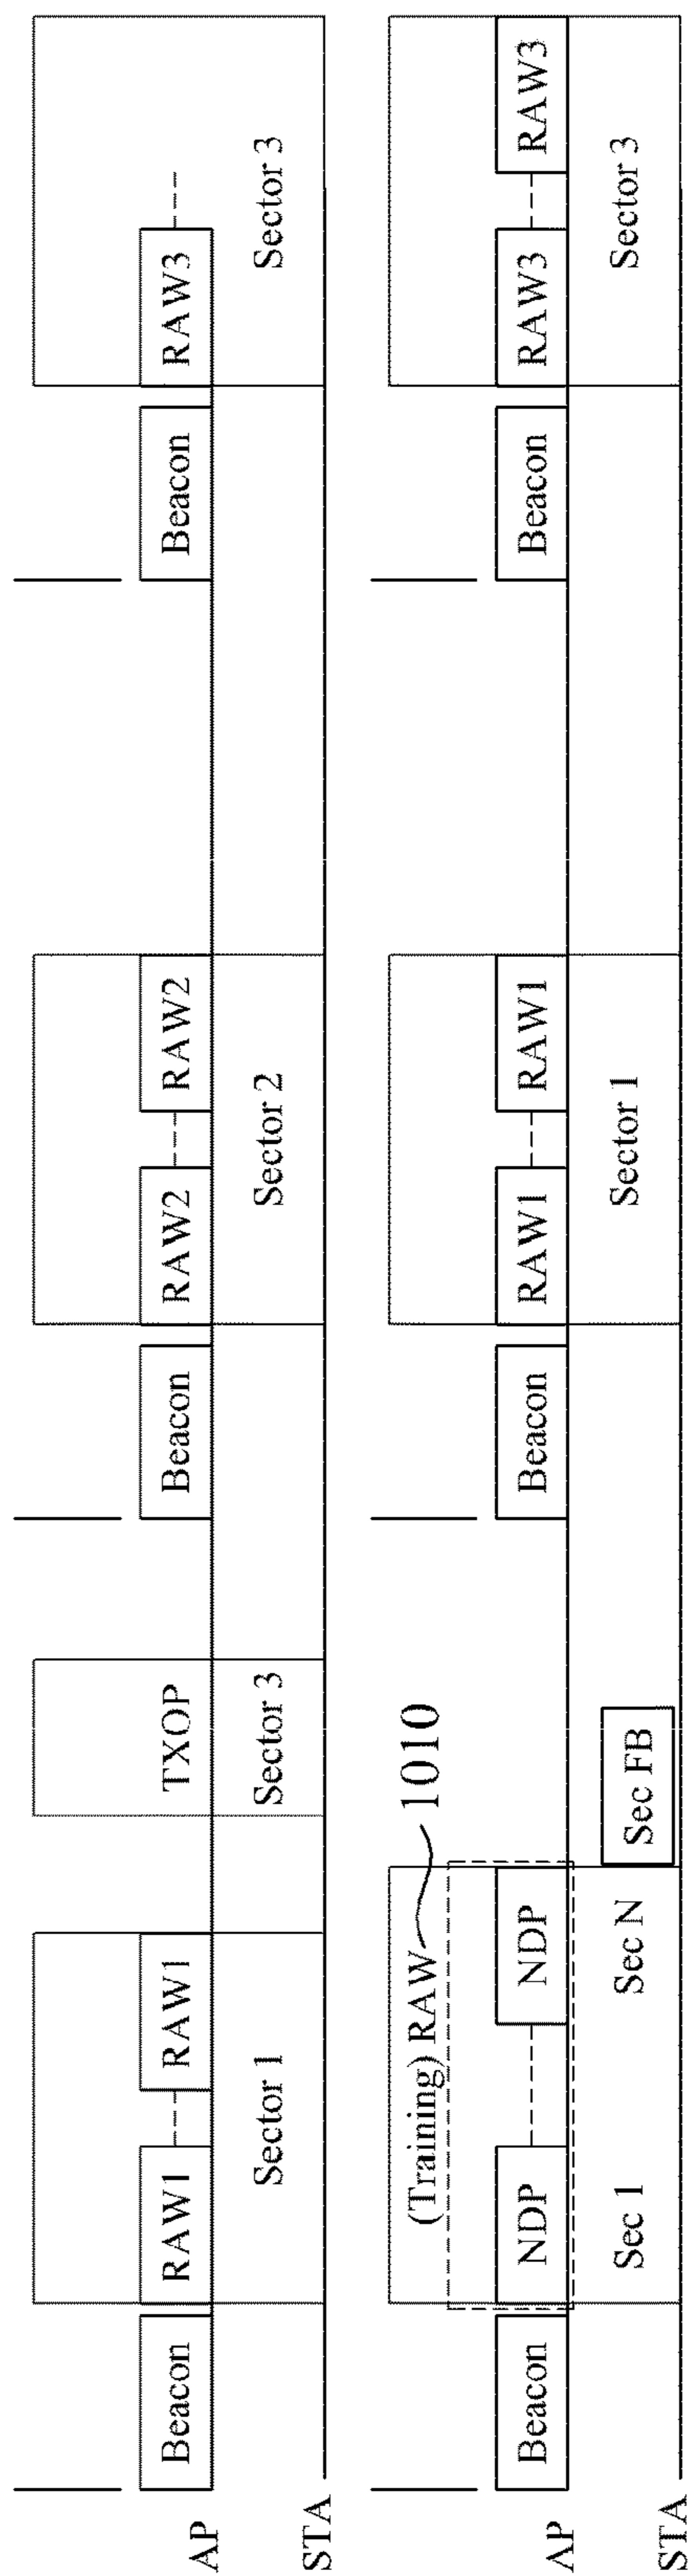 Beacon
RAW1
RAW1
Sector 1
TXOP
Sector 3
Beacon
RAW2
RAW2
Sector 2
Beacon
RAW3
Sector 3
AP
STA
(Training) RAW
1010
Beacon
NDP
NDP
Sec 1
Sec N
Sec FB
Beacon
RAW1
RAW1
Sector 1
Beacon
RAW3
RAW3
Sector 3
AP
STA